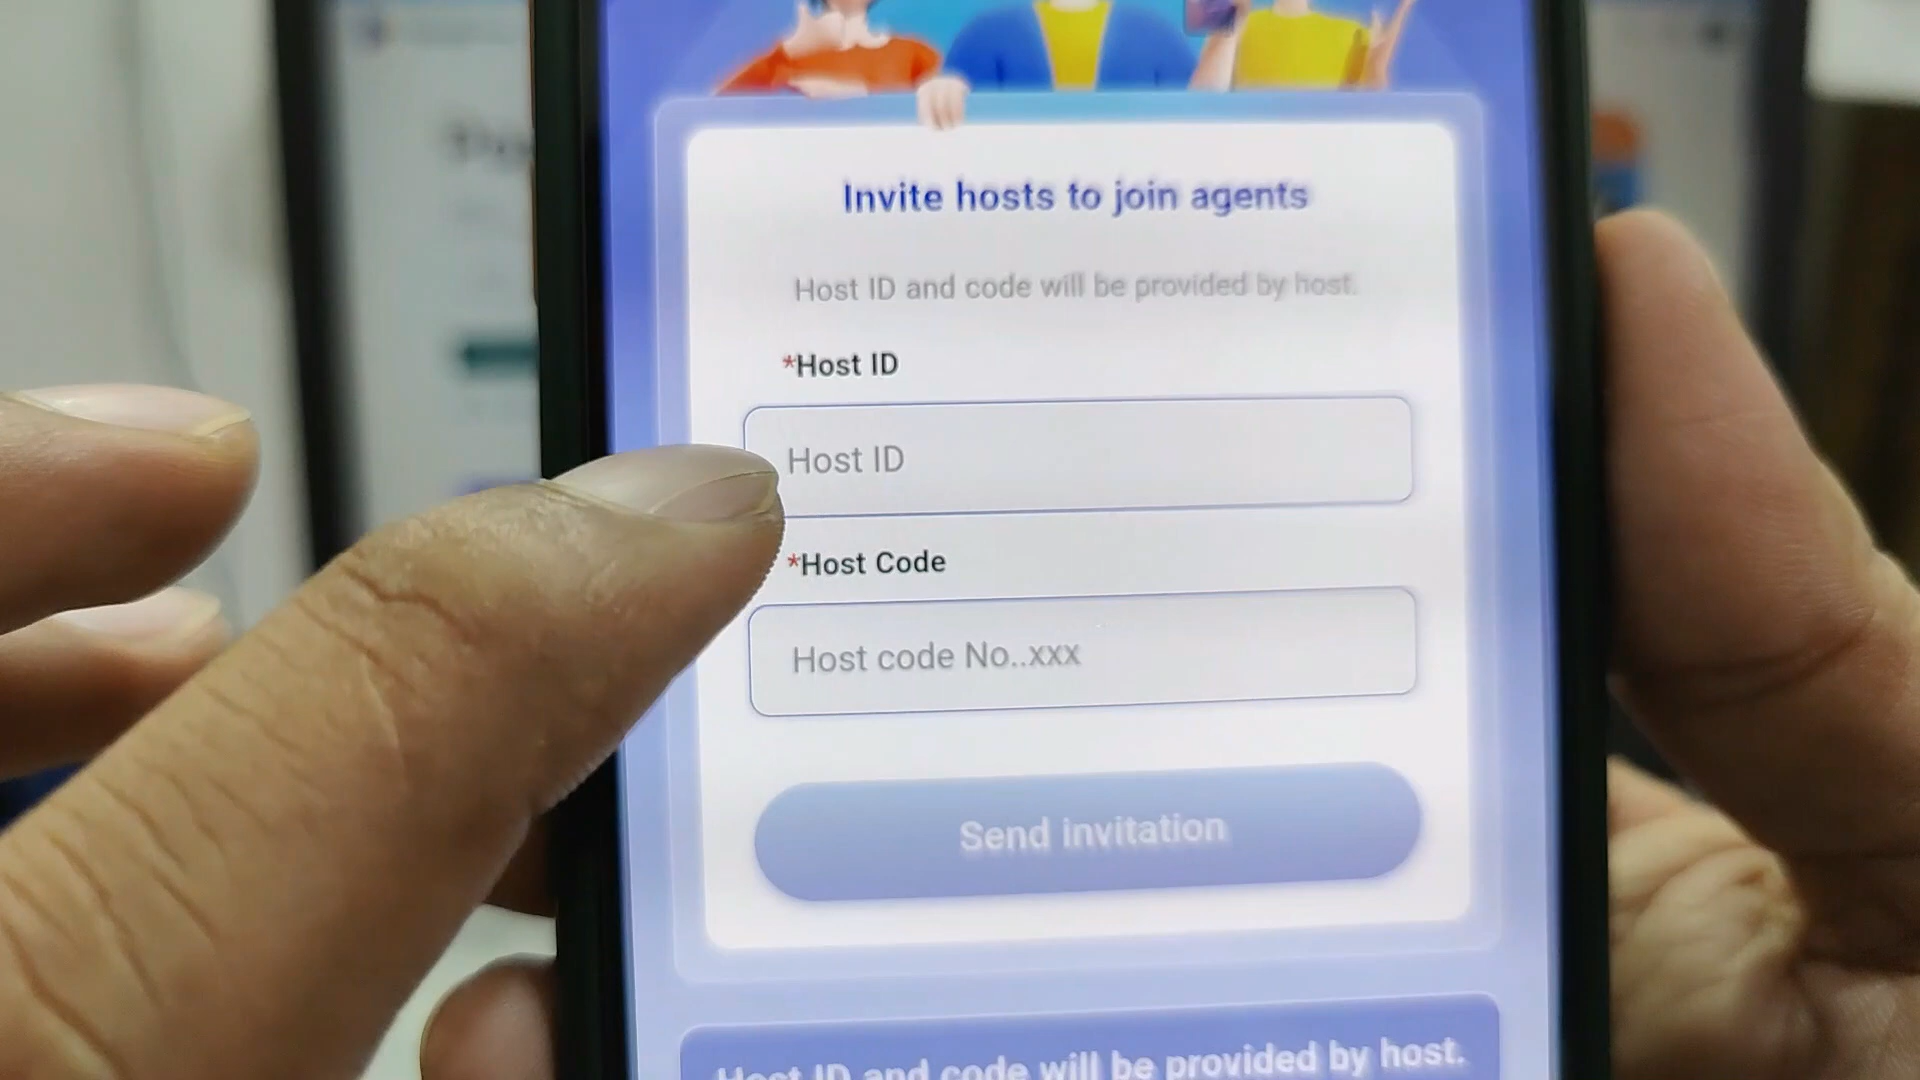 Invite hosts to join agents
Host ID and code will be provided by host.
*Host ID
Host ID
*Host Code
Host code No..xxx
Send invitation
Host ID and code will be provided by host.